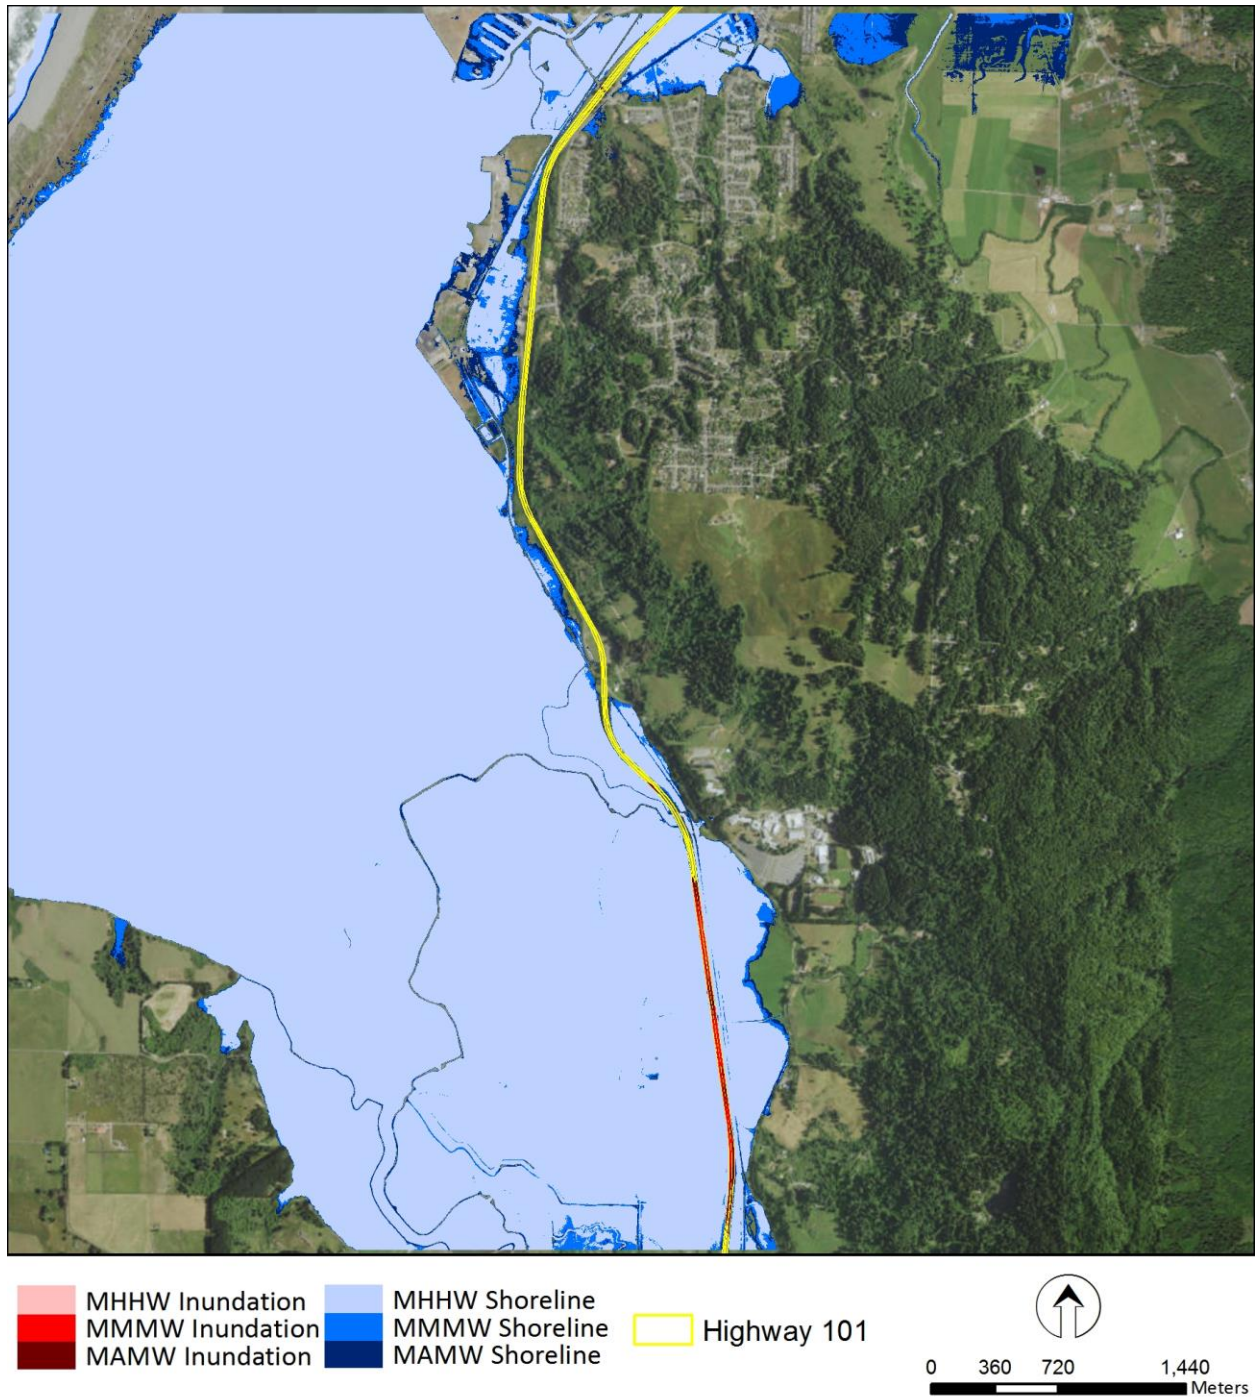 MHHW Inundation
MMMW Inundation
MAMW Inundation
MHHW Shoreline
MMMW Shoreline
MAMW Shoreline
Highway 101
0 360 720 1,440
Meters